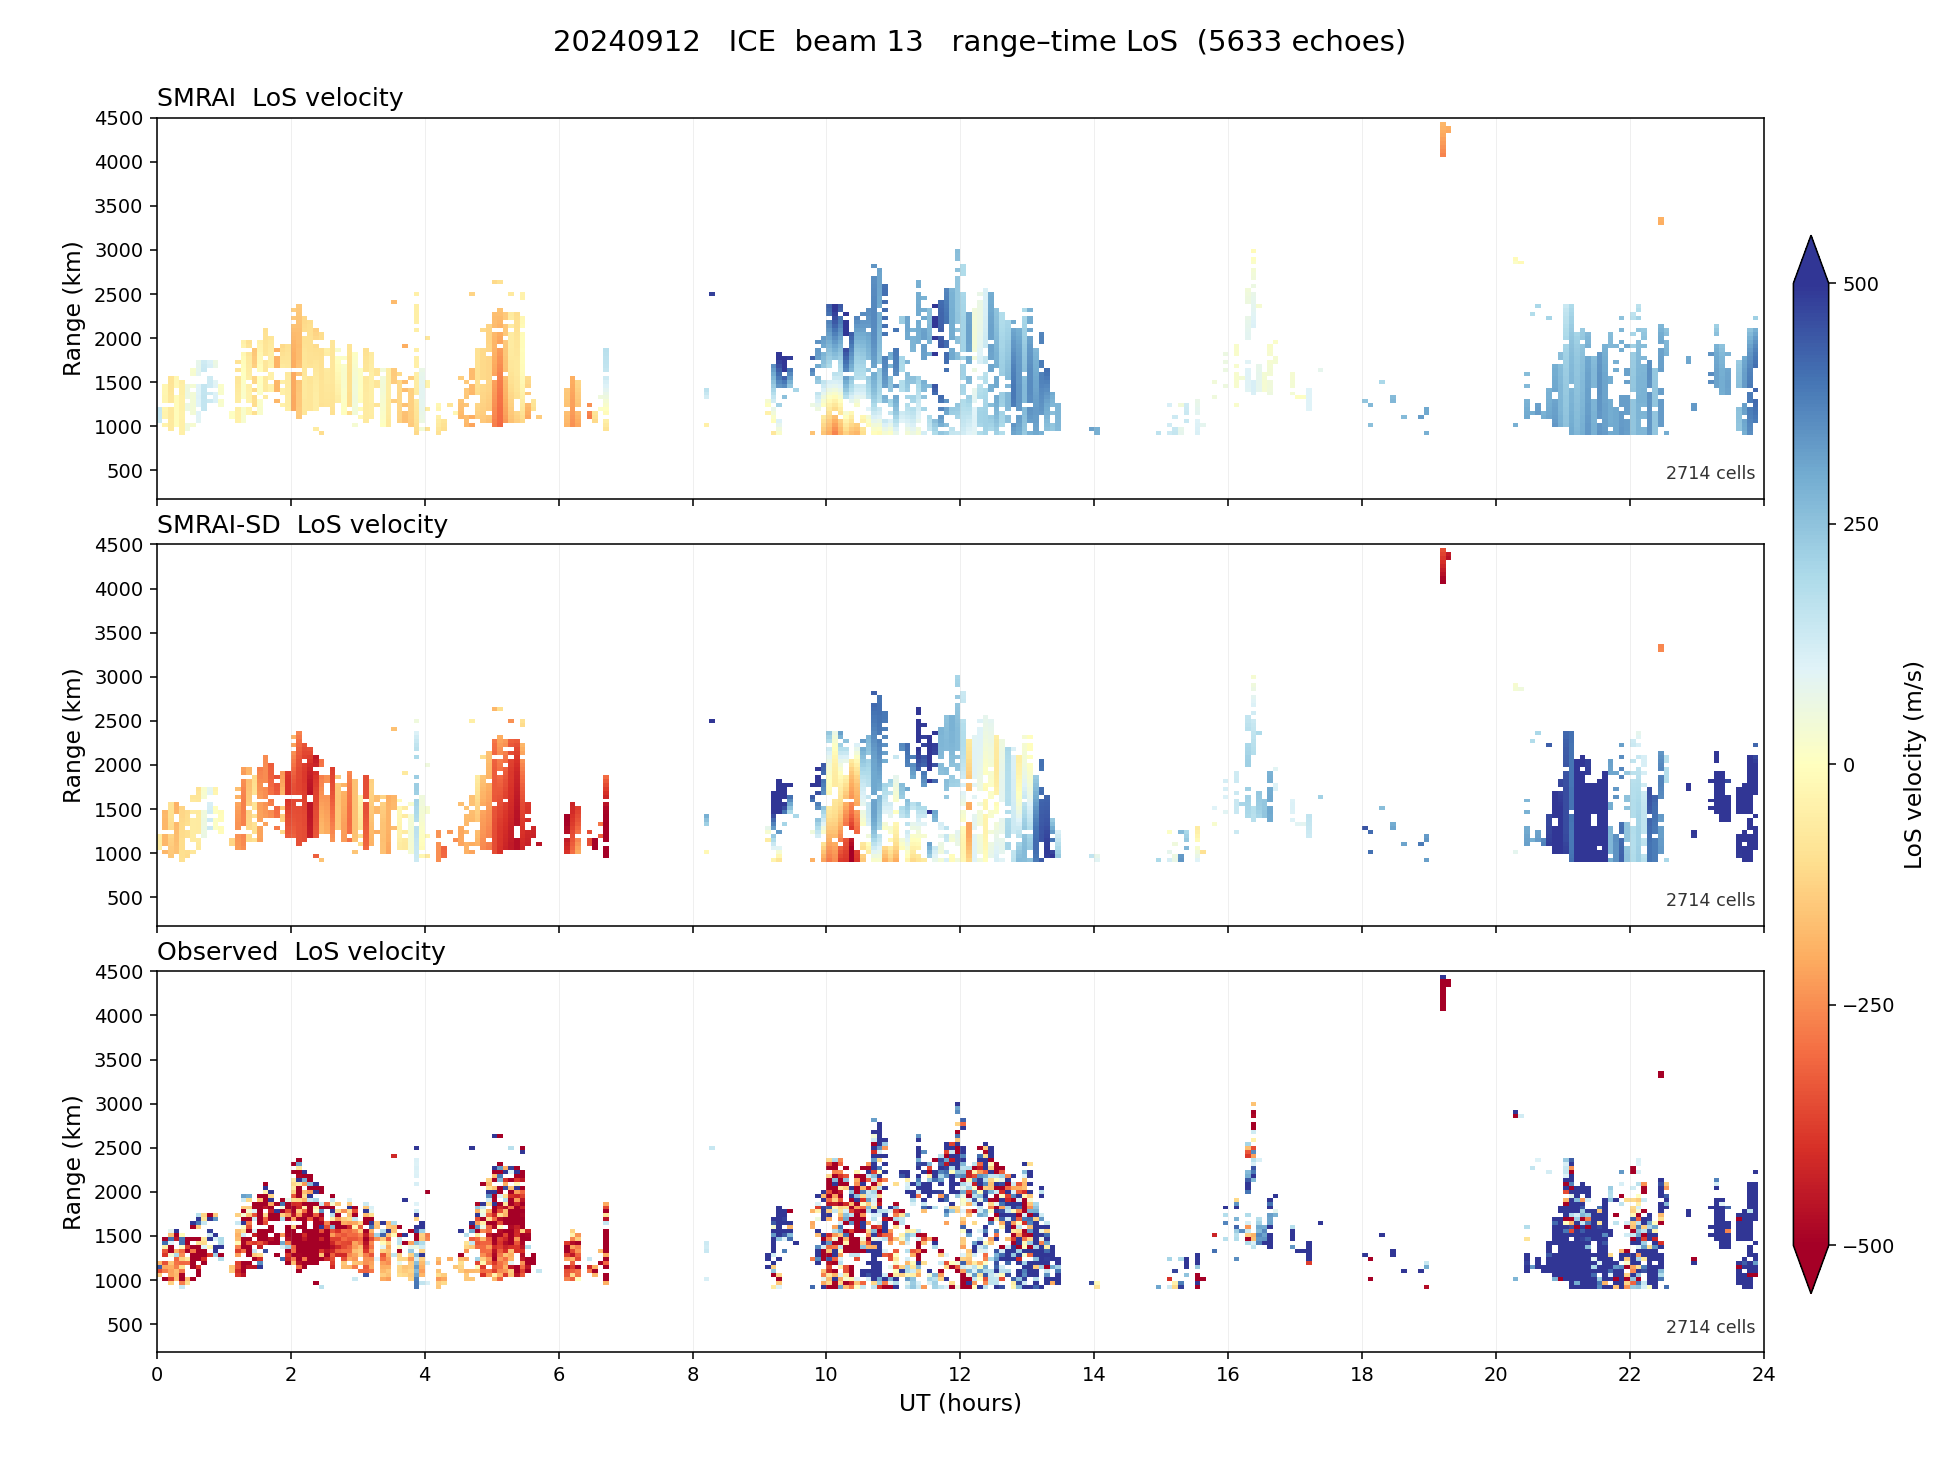 20240912   ICE  beam 13   range–time LoS  (5633 echoes)
SMRAI  LoS velocity
4500
4000
3500
3000
2500
2000
1500
1000
500
Range (km)
2714 cells
SMRAI-SD  LoS velocity
4500
4000
3500
3000
2500
2000
1500
1000
500
Range (km)
2714 cells
Observed  LoS velocity
4500
4000
3500
3000
2500
2000
1500
1000
500
Range (km)
2714 cells
0 2 4 6 8 10 12 14 16 18 20 22 24
UT (hours)
500
250
0
−250
−500
LoS velocity (m/s)